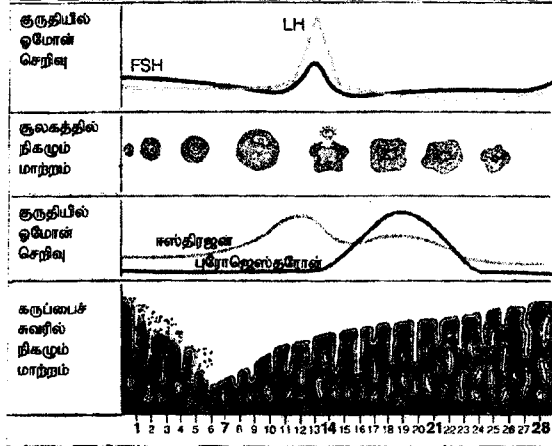 குருதியீல்
ஓமோன்
செறிவு
LH
FSH
சூலகத்தில்
நிகழும்
மாற்றம்
குருதியீல்
ஓமோன்
செறிவு
ஈஸ்திரஜன்
புரோஜெஸ்தரோன்
கருப்பைச்
சுவரில்
நிகழும்
மாற்றம்
1 2 3 4 5 6 7 8 9 10 11 12 13 14 15 16 17 18 19 20 21 22 23 24 25 26 27 28